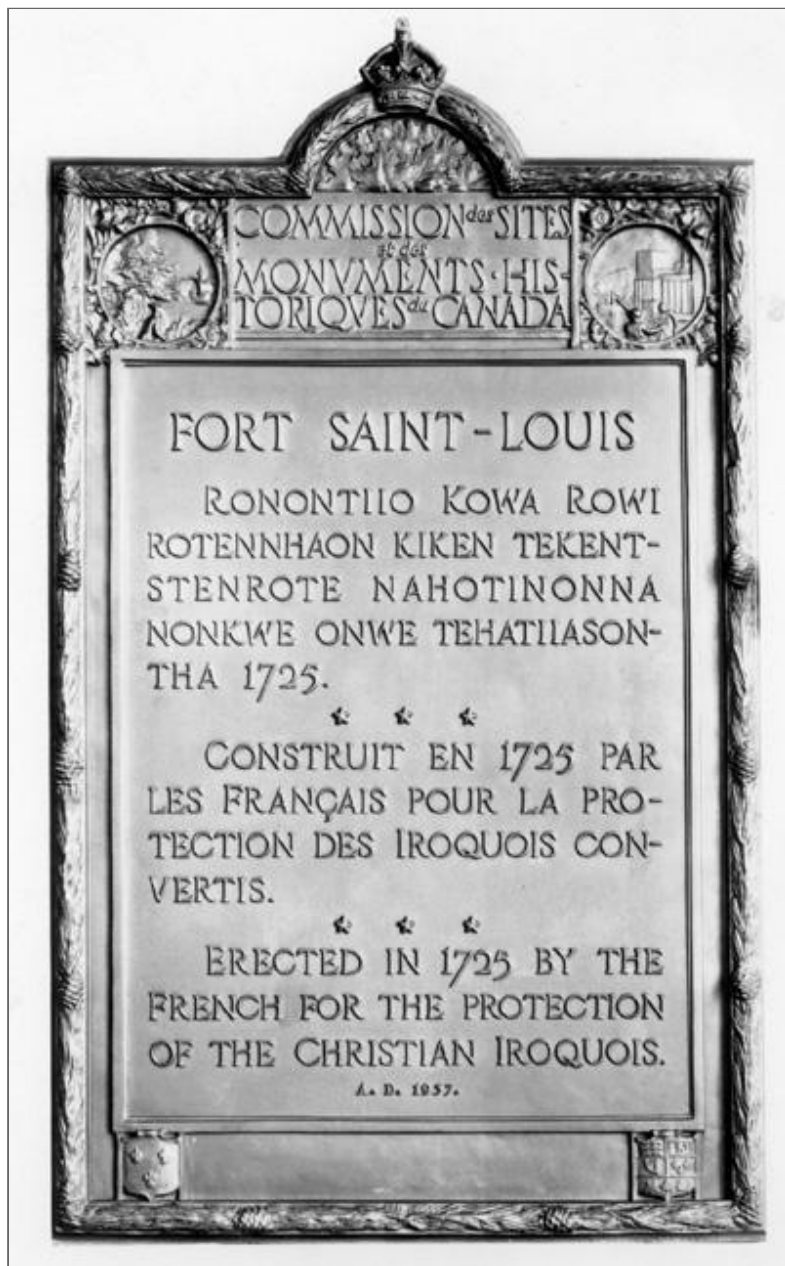 COMMISSION des SITES
et des
MONVMENTS · HIS-
TORIQVES du CANADA
FORT SAINT-LOUIS
RONONTIIO KOWA ROWI
ROTENNHAON KIKEN TEKENT-
STENROTE NAHOTINONNA
NONKWE ONWE TEHATIIASON-
THA 1725.
CONSTRUIT EN 1725 PAR
LES FRANÇAIS POUR LA PRO-
TECTION DES IROQUOIS CON-
VERTIS.
ERECTED IN 1725 BY THE
FRENCH FOR THE PROTECTION
OF THE CHRISTIAN IROQUOIS.
A. D. 1937.